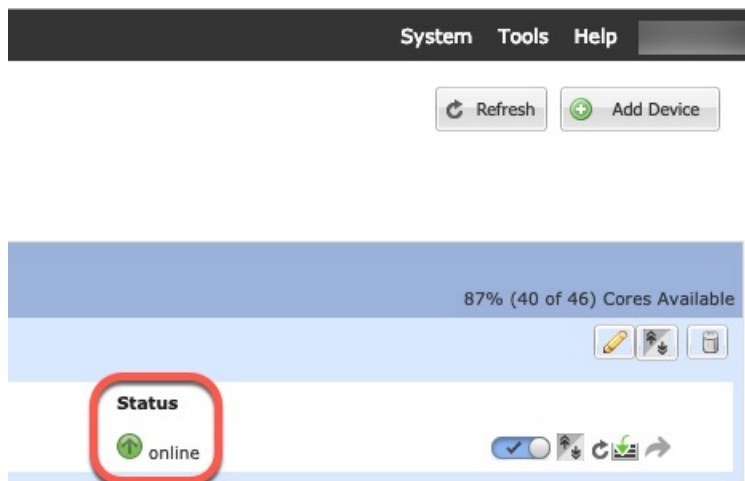 System Tools Help
Refresh Add Device
87% (40 of 46) Cores Available
Status
online